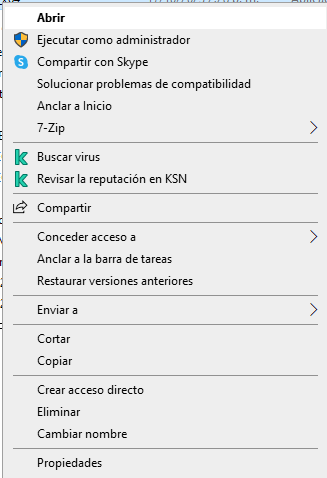 Abrir
Ejecutar como administrador
Compartir con Skype
Solucionar problemas de compatibilidad
Anclar a Inicio
7-Zip
Buscar virus
Revisar la reputación en KSN
Compartir
Conceder acceso a
Anclar a la barra de tareas
Restaurar versiones anteriores
Enviar a
Cortar
Copiar
Crear acceso directo
Eliminar
Cambiar nombre
Propiedades